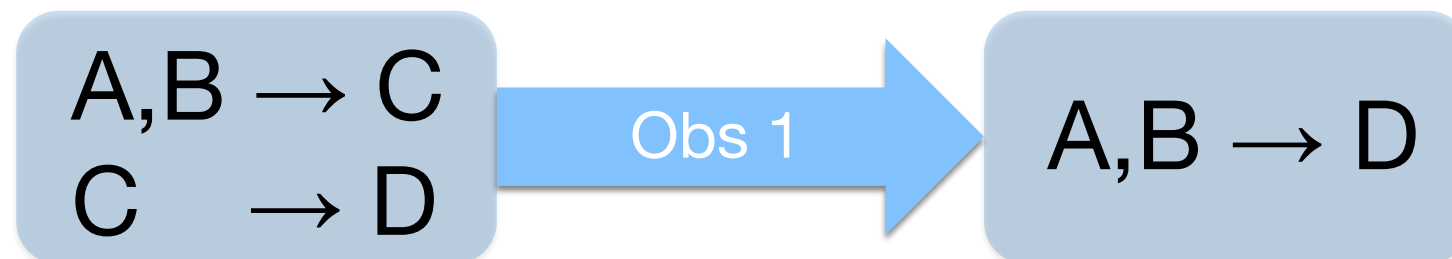 A,B → C
C → D
Obs 1
A,B → D